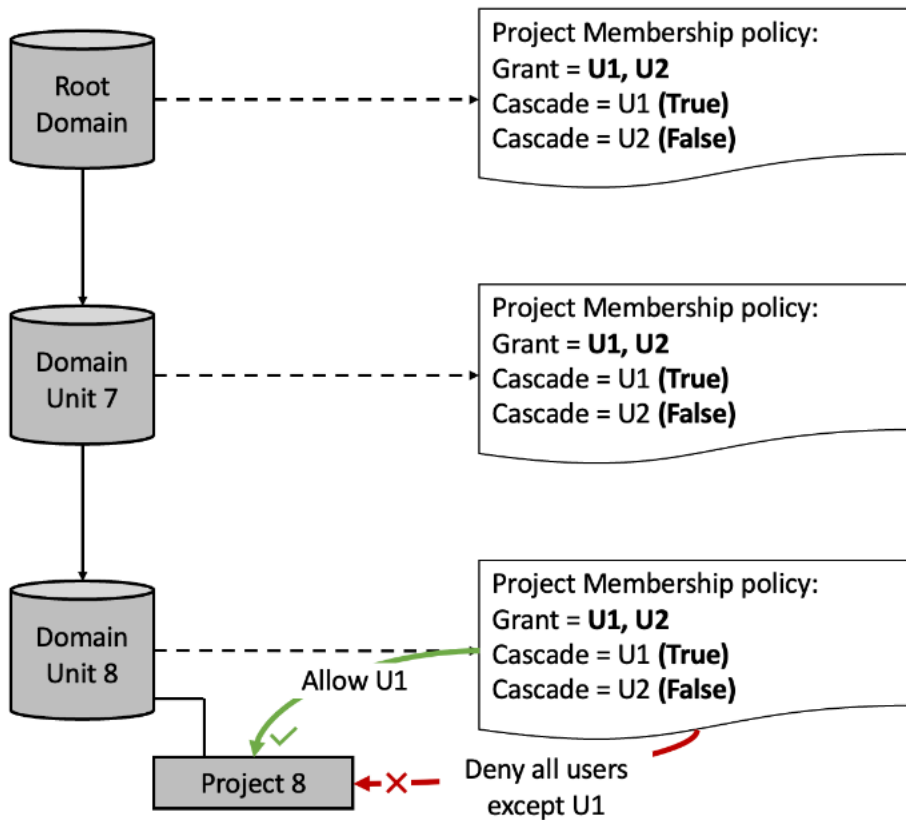 Root
Domain
Project Membership policy:
Grant = U1, U2
Cascade = U1 (True)
Cascade = U2 (False)
Domain
Unit 7
Project Membership policy:
Grant = U1, U2
Cascade = U1 (True)
Cascade = U2 (False)
Domain
Unit 8
Project Membership policy:
Grant = U1, U2
Cascade = U1 (True)
Cascade = U2 (False)
Allow U1
Project 8
Deny all users
except U1